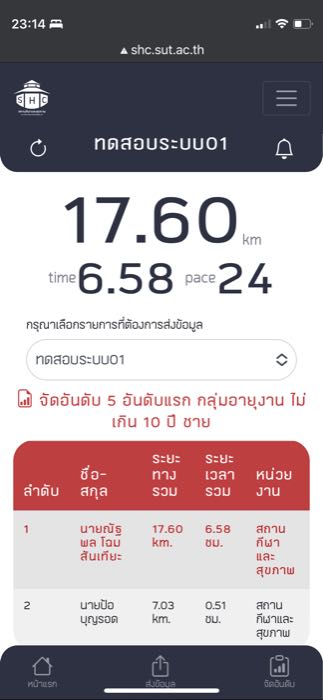 23:14
shc.sut.ac.th
SHC
ทดสอบระบบ01
17.60 km
time 6.58 pace 24
กรุณาเลือกรายการที่ต้องการส่งข้อมูล
ทดสอบระบบ01
จัดอันดับ 5 อันดับแรก กลุ่มอายุงาน ไม่
เกิน 10 ปี ชาย
ลำดับ ชื่อ-สกุล ระยะทางรวม ระยะเวลารวม หน่วยงาน
1 นายณัฐพล โฉมสันเทียะ 17.60 km. 6.58 ชม. สถานกีฬาและสุขภาพ
2 นายป้อ บุญรอด 7.03 km. 0.51 ชม. สถานกีฬาและสุขภาพ
หน้าแรก ส่งข้อมูล จัดอันดับ